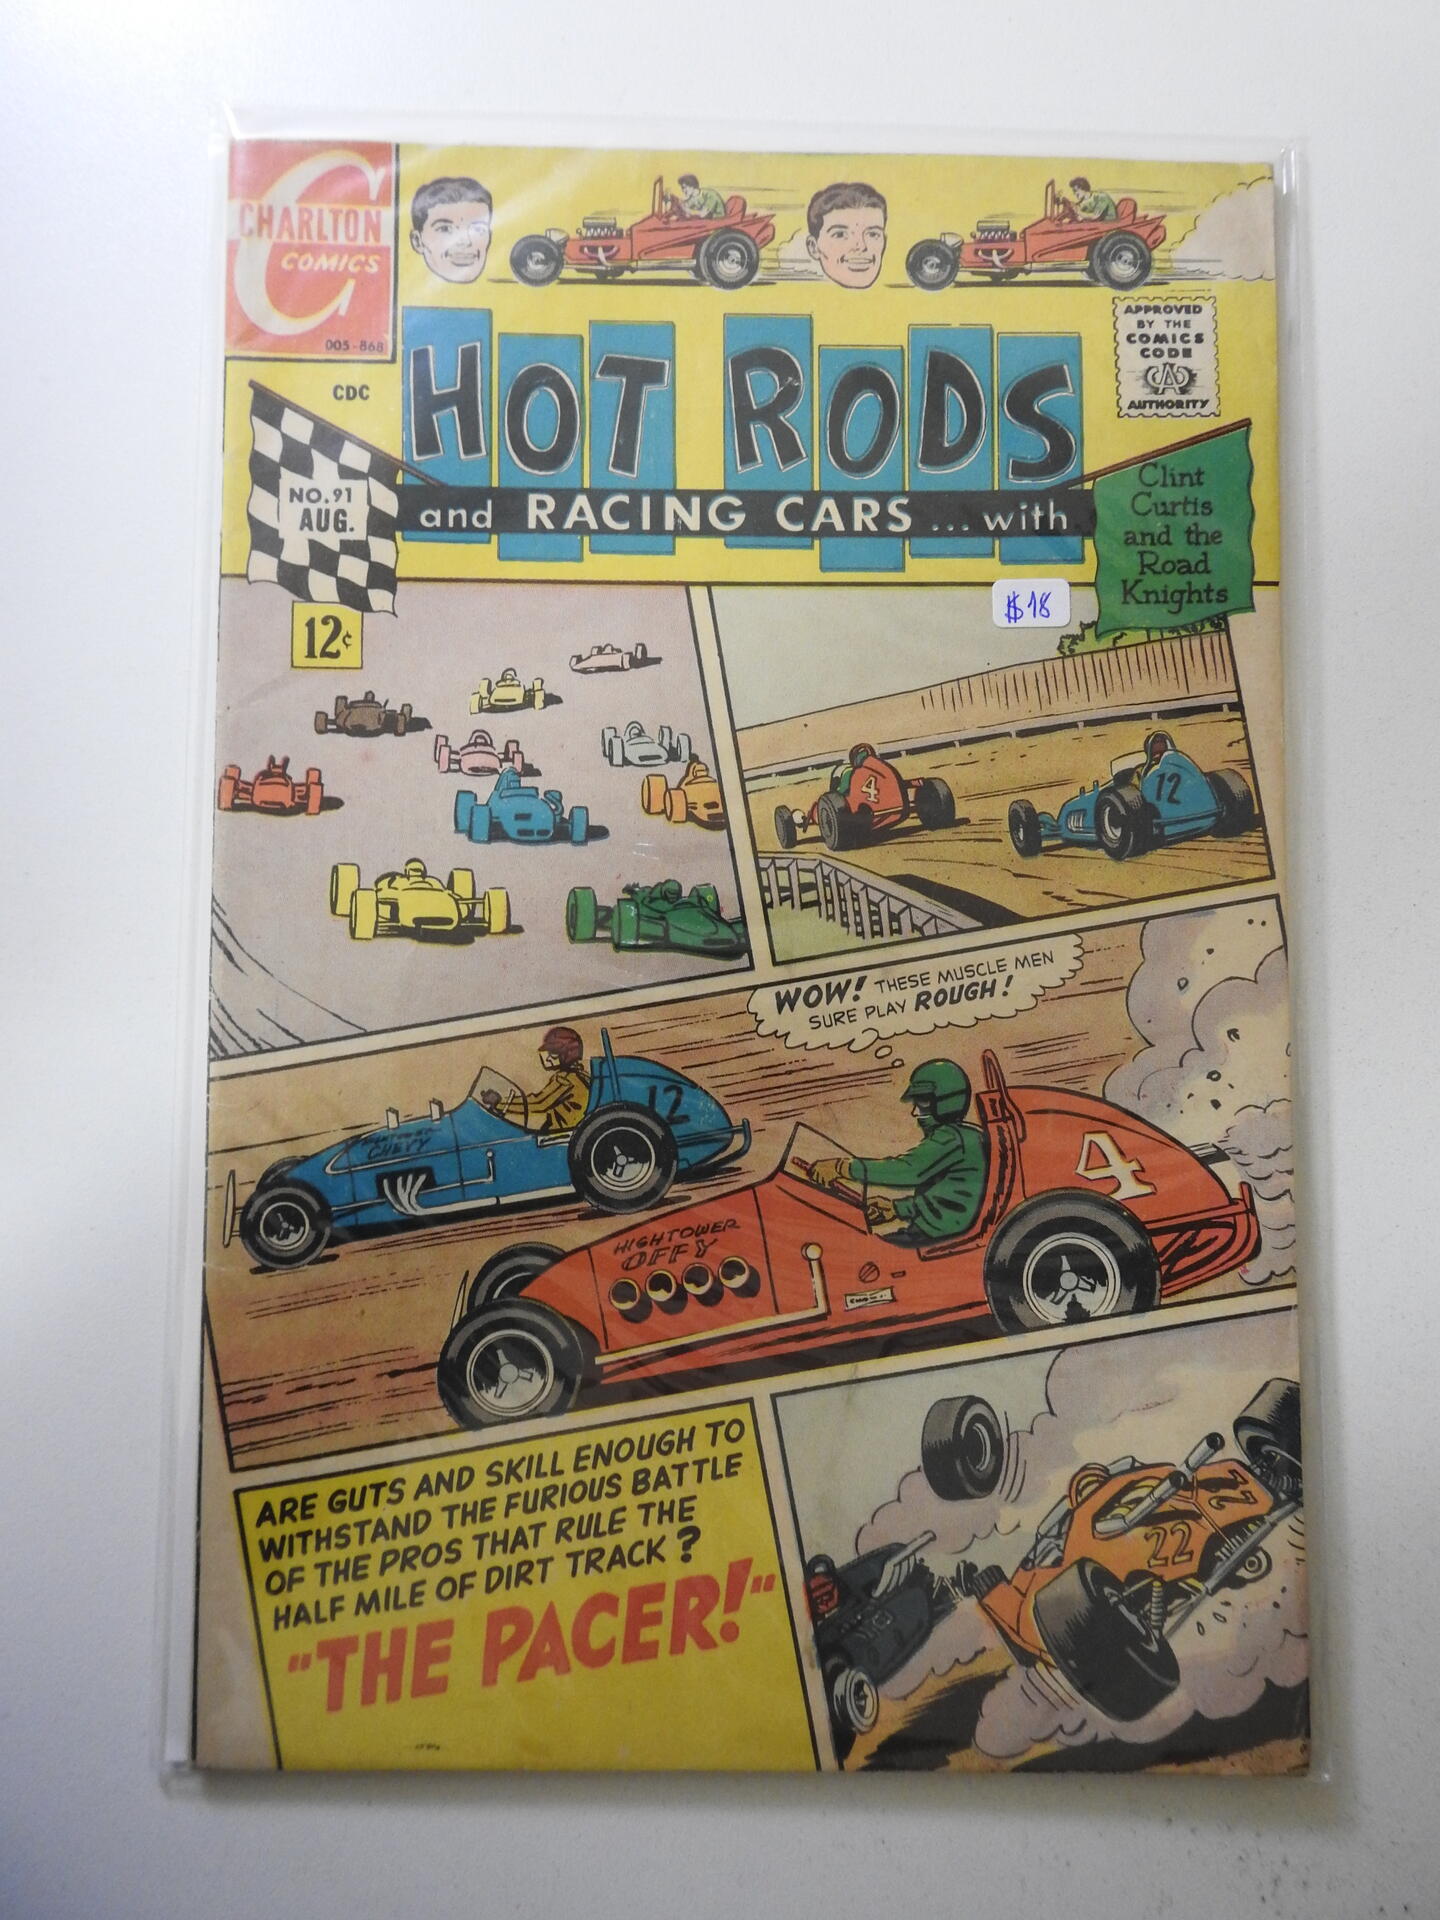 CHARLTON
COMICS
005-868
CDC
HOT RODS
and RACING CARS ... with
APPROVED
BY THE
COMICS
CODE
CA
AUTHORITY
NO. 91
AUG.
Clint
Curtis
and the
Road
Knights
12¢
$18
4
12
WOW! THESE MUSCLE MEN
SURE PLAY ROUGH!
12
CHEVY
4
HIGHTOWER
OFFY
ARE GUTS AND SKILL ENOUGH TO
WITHSTAND THE FURIOUS BATTLE
OF THE PROS THAT RULE THE
HALF MILE OF DIRT TRACK?
"THE PACER!"
22
22